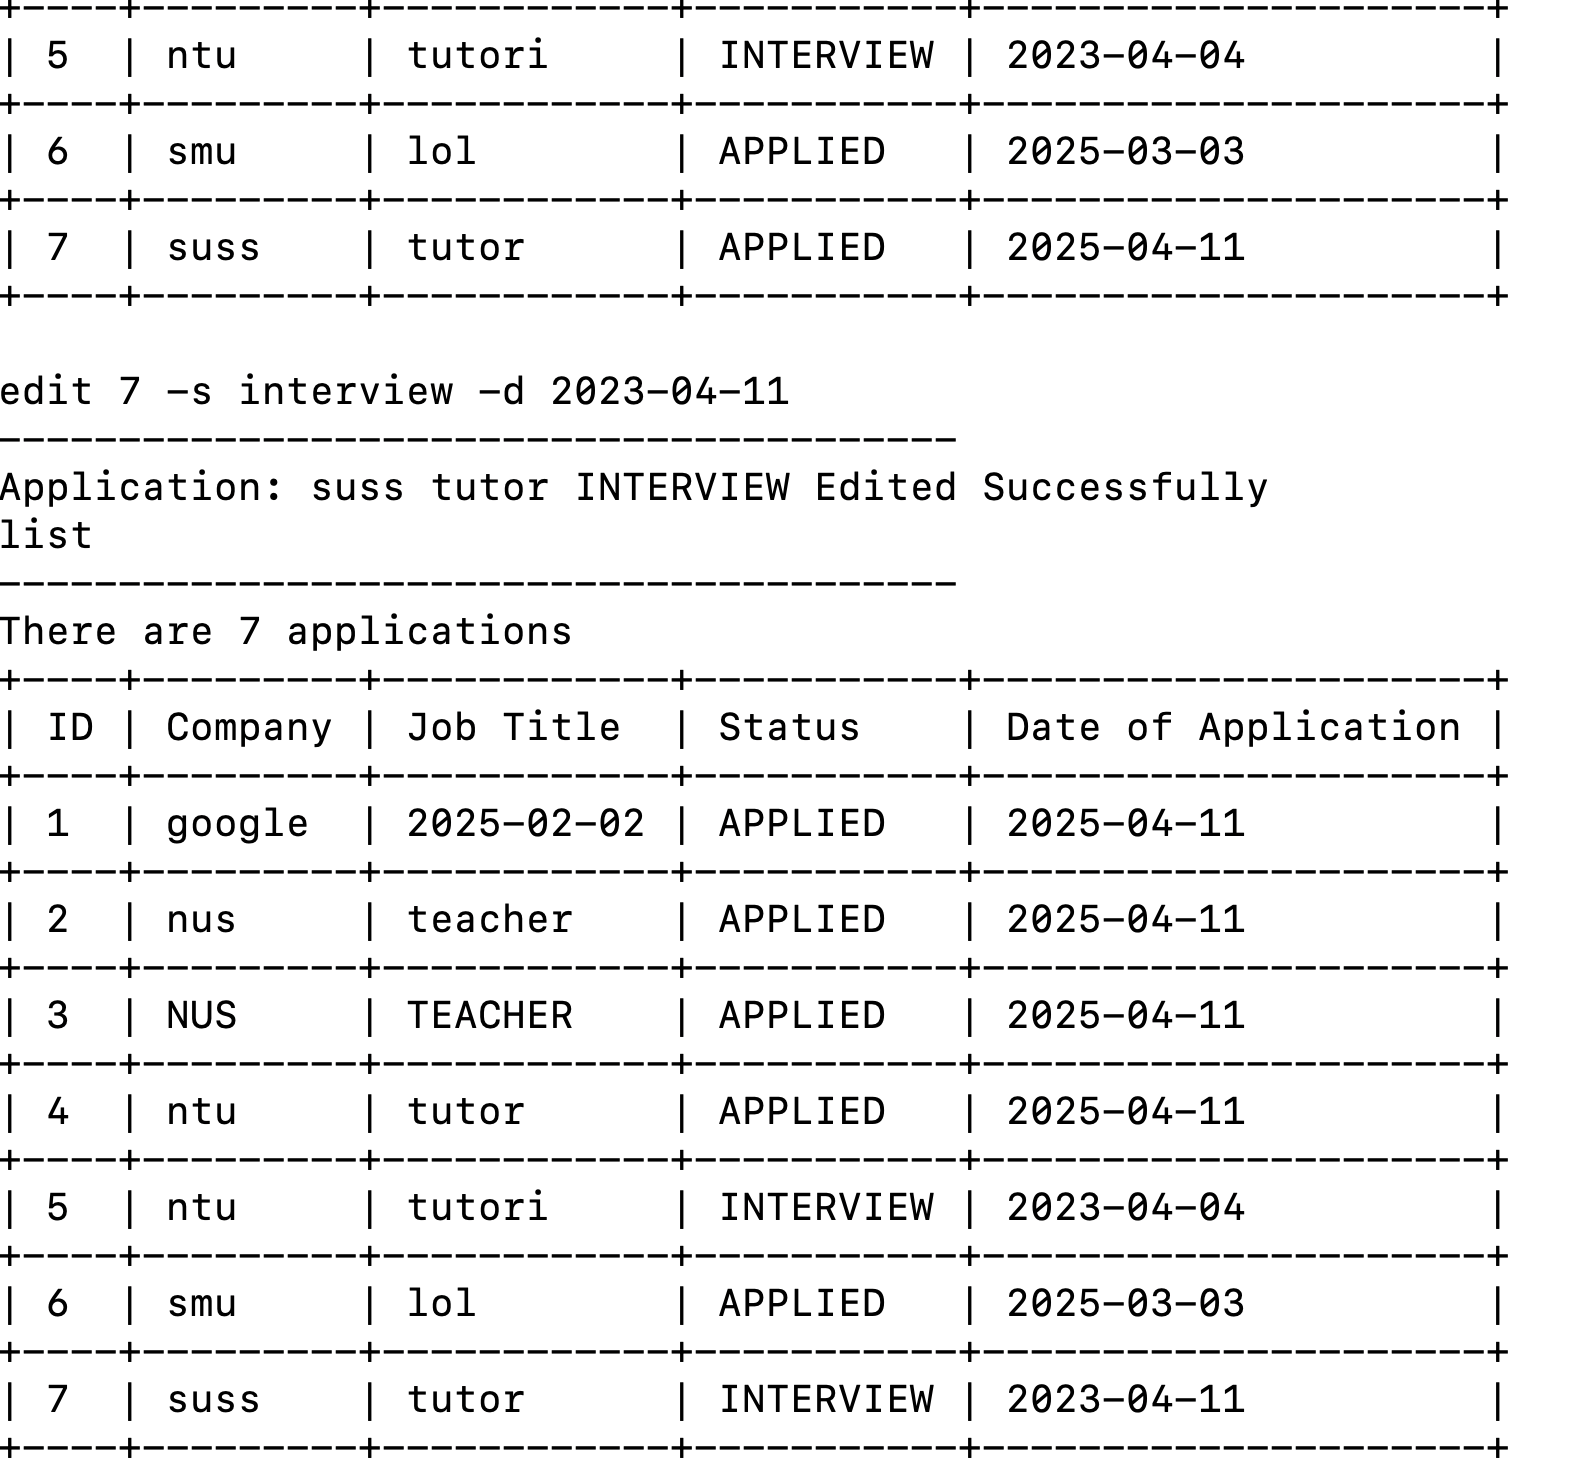 +----+---------+------------+-----------+---------------------+
| 5  | ntu     | tutori     | INTERVIEW | 2023-04-04          |
+----+---------+------------+-----------+---------------------+
| 6  | smu     | lol        | APPLIED   | 2025-03-03          |
+----+---------+------------+-----------+---------------------+
| 7  | suss    | tutor      | APPLIED   | 2025-04-11          |
+----+---------+------------+-----------+---------------------+
edit 7 -s interview -d 2023-04-11
----------------------------------------
Application: suss tutor INTERVIEW Edited Successfully
list
----------------------------------------
There are 7 applications
+----+---------+------------+-----------+---------------------+
| ID | Company | Job Title  | Status    | Date of Application |
+----+---------+------------+-----------+---------------------+
| 1  | google  | 2025-02-02 | APPLIED   | 2025-04-11          |
+----+---------+------------+-----------+---------------------+
| 2  | nus     | teacher    | APPLIED   | 2025-04-11          |
+----+---------+------------+-----------+---------------------+
| 3  | NUS     | TEACHER    | APPLIED   | 2025-04-11          |
+----+---------+------------+-----------+---------------------+
| 4  | ntu     | tutor      | APPLIED   | 2025-04-11          |
+----+---------+------------+-----------+---------------------+
| 5  | ntu     | tutori     | INTERVIEW | 2023-04-04          |
+----+---------+------------+-----------+---------------------+
| 6  | smu     | lol        | APPLIED   | 2025-03-03          |
+----+---------+------------+-----------+---------------------+
| 7  | suss    | tutor      | INTERVIEW | 2023-04-11          |
+----+---------+------------+-----------+---------------------+